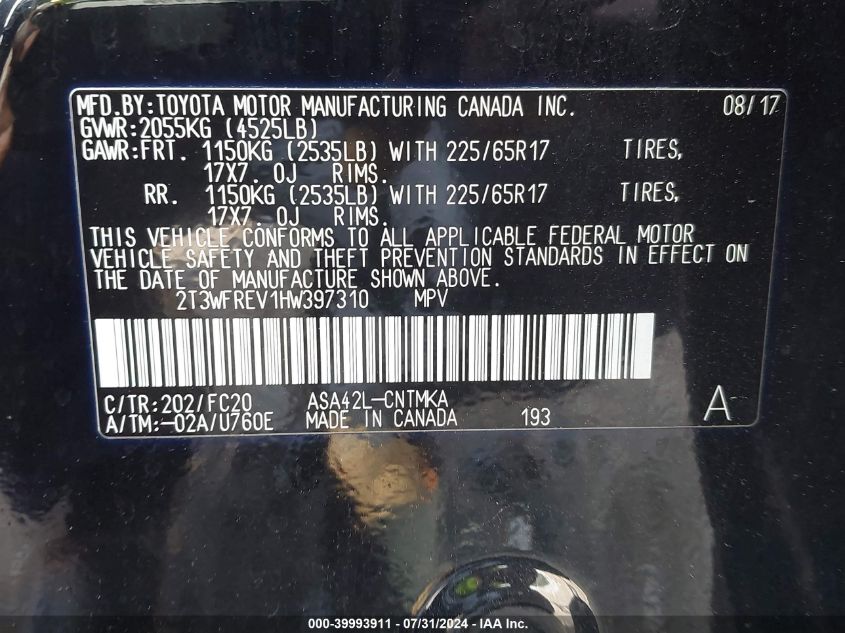 MFD.BY:TOYOTA MOTOR MANUFACTURING CANADA INC. 08/17
GVWR:2055KG (4525LB)
GAWR:FRT. 1150KG (2535LB) WITH 225/65R17 TIRES,
17X7.0J RIMS.
RR. 1150KG (2535LB) WITH 225/65R17 TIRES,
17X7.0J RIMS.
THIS VEHICLE CONFORMS TO ALL APPLICABLE FEDERAL MOTOR
VEHICLE SAFETY AND THEFT PREVENTION STANDARDS IN EFFECT ON
THE DATE OF MANUFACTURE SHOWN ABOVE.
2T3WFREV1HW397310 MPV
C/TR:202/FC20 ASA42L-CNTMKA
A/TM:-02A/U760E MADE IN CANADA 193 A
000-39993911 - 07/31/2024 - IAA Inc.